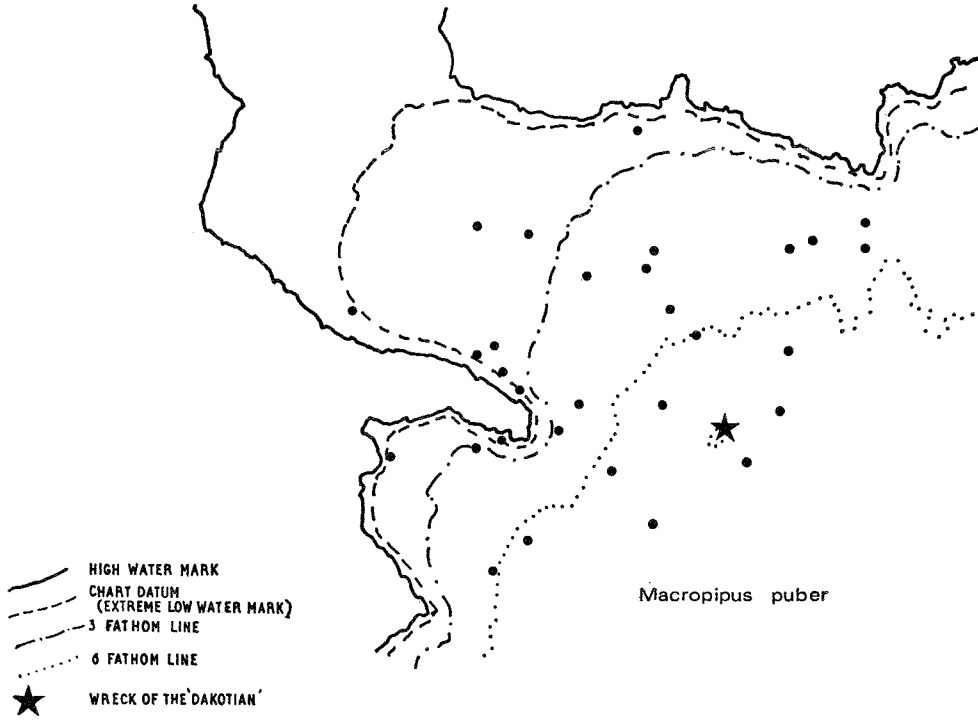 Macropipus puber
HIGH WATER MARK
CHART DATUM
(EXTREME LOW WATER MARK)
3 FATHOM LINE
6 FATHOM LINE
WRECK OF THE 'DAKOTIAN'